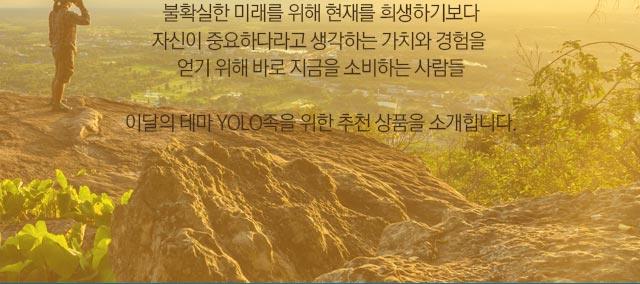 불확실한 미래를 위해 현재를 희생하기보다
자신이 중요하다라고 생각하는 가치와 경험을
얻기 위해 바로 지금을 소비하는 사람들
이달의 테마 YOLO족을 위한 추천 상품을 소개합니다.